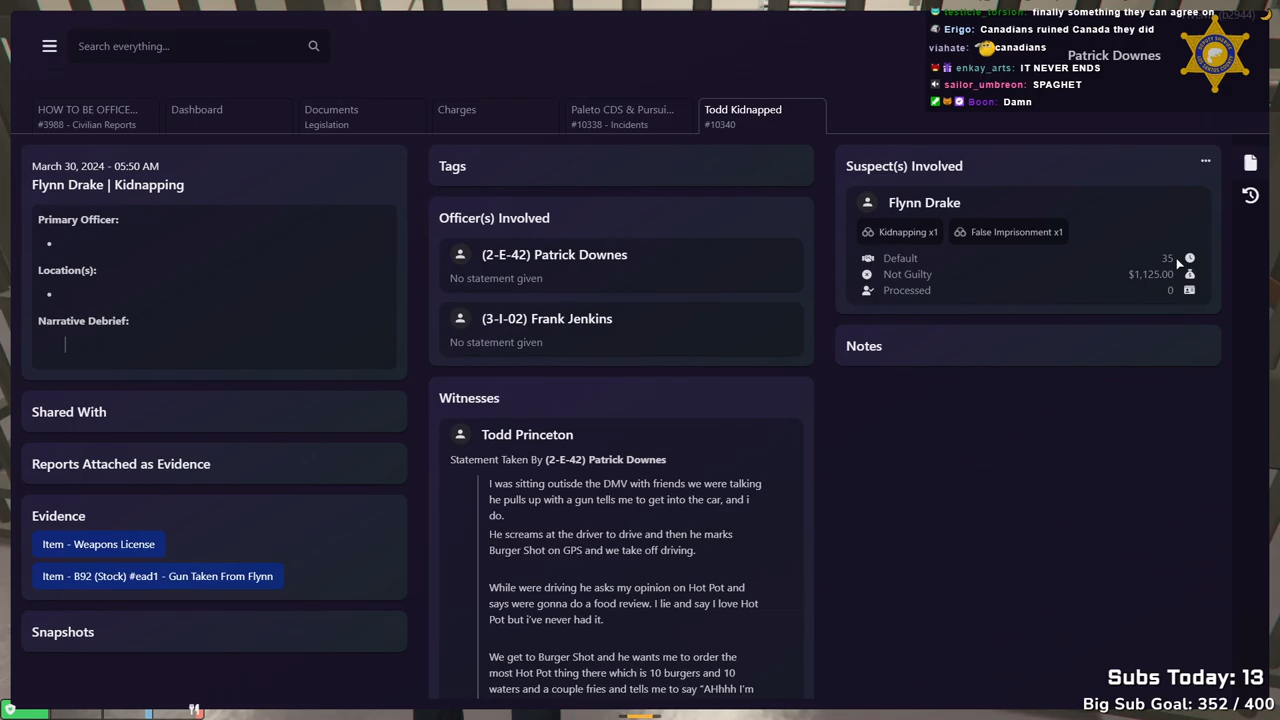 Search everything...
testicle_torsion: finally something they can agree on
Erigo: Canadians ruined Canada they did
viahate: canadians
enkay_arts: IT NEVER ENDS
sailor_umbreon: SPAGHET
Boon: Damn
Patrick Downes
HOW TO BE OFFICE...
#3988 - Civilian Reports
Dashboard
Documents
Legislation
Charges
Paleto CDS & Pursui...
#10338 - Incidents
Todd Kidnapped
#10340
March 30, 2024 - 05:50 AM
Flynn Drake | Kidnapping
Primary Officer:
Location(s):
Narrative Debrief:
Shared With
Reports Attached as Evidence
Evidence
Item - Weapons License
Item - B92 (Stock) #ead1 - Gun Taken From Flynn
Snapshots
Tags
Officer(s) Involved
(2-E-42) Patrick Downes
No statement given
(3-I-02) Frank Jenkins
No statement given
Witnesses
Todd Princeton
Statement Taken By (2-E-42) Patrick Downes
I was sitting outisde the DMV with friends we were talking
he pulls up with a gun tells me to get into the car, and i
do.
He screams at the driver to drive and then he marks
Burger Shot on GPS and we take off driving.
While were driving he asks my opinion on Hot Pot and
says were gonna do a food review. I lie and say I love Hot
Pot but i've never had it.
We get to Burger Shot and he wants me to order the
most Hot Pot thing there which is 10 burgers and 10
waters and a couple fries and tells me to say "AHhhh I'm
Suspect(s) Involved
Flynn Drake
Kidnapping x1
False Imprisonment x1
Default 35
Not Guilty $1,125.00
Processed 0
Notes
Subs Today: 13
Big Sub Goal: 352 / 400